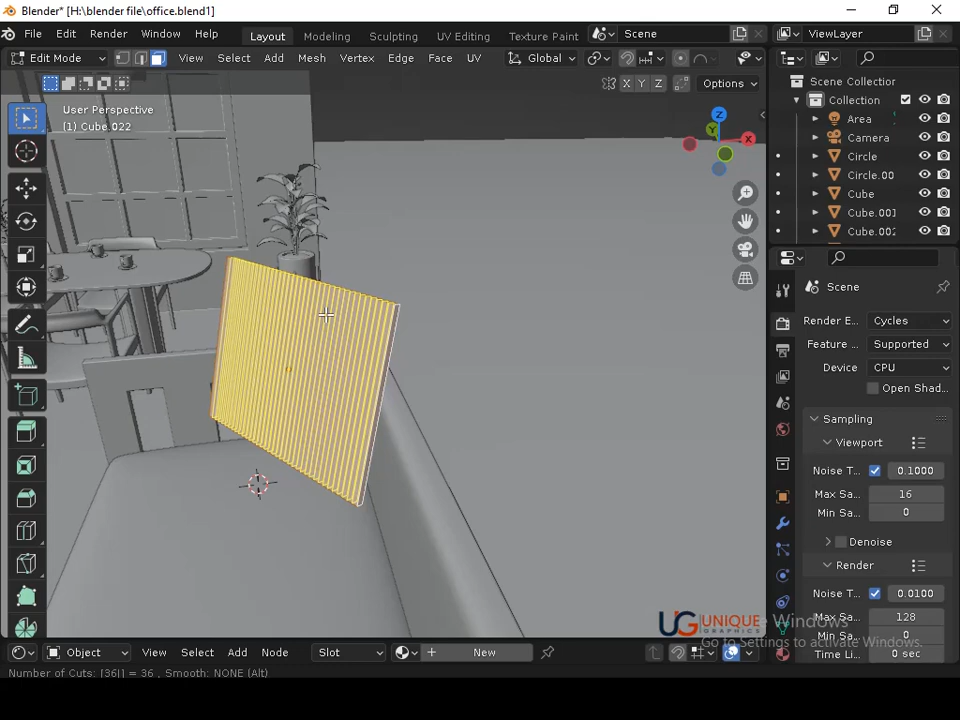 Blender* [H:\blender file\office.blend1]
File Edit Render Window Help Layout Modeling Sculpting UV Editing Texture Paint Scene ViewLayer
Edit Mode View Select Add Mesh Vertex Edge Face UV Global
X Y Z Options
User Perspective
(1) Cube.022
Z
Y
X
Scene Collection
Collection
Area
Camera
Circle
Circle.00
Cube
Cube.001
Cube.002
Scene
Render E... Cycles
Feature ... Supported
Device CPU
Open Shad...
Sampling
Viewport
Noise T... 0.1000
Max Sa... 16
Min Sa... 0
Denoise
Render
Noise T... 0.0100
Max Sa... 128
Min Sa... 0
Time Li... 0 sec
UG UNIQUE
GRAPHICS
Windows
Go to Settings to activate Windows.
Object View Select Add Node Slot New
Number of Cuts: [36|] = 36 , Smooth: NONE (Alt)